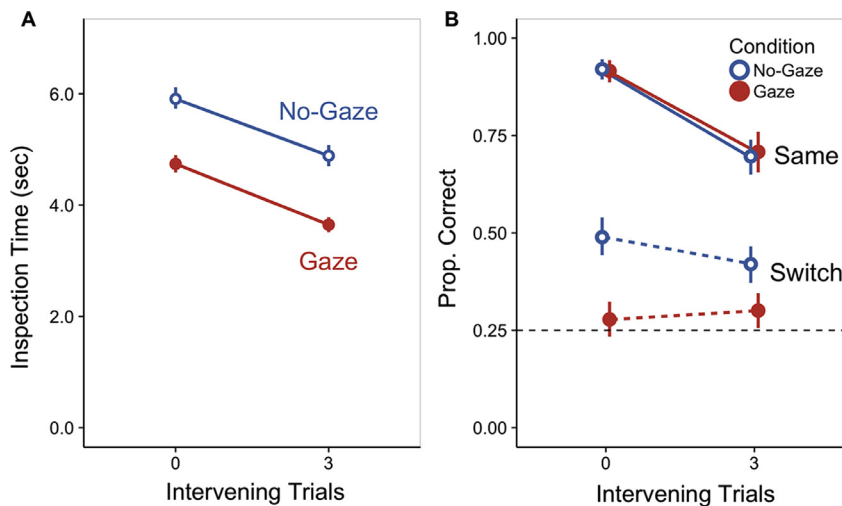 A
Inspection Time (sec)
6.0
4.0
2.0
0.0
No-Gaze
Gaze
0
3
Intervening Trials
B
Prop. Correct
1.00
0.75
0.50
0.25
0.00
Condition
No-Gaze
Gaze
Same
Switch
0
3
Intervening Trials